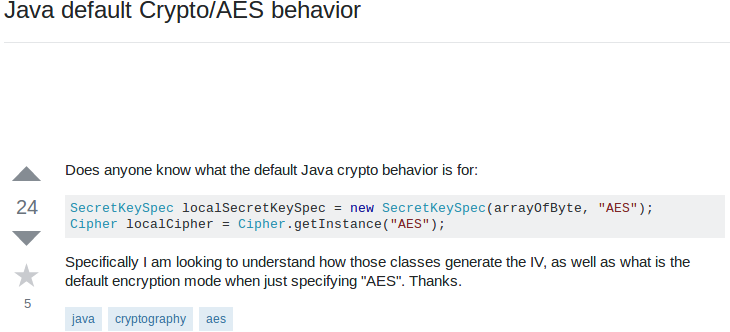 Java default Crypto/AES behavior
Does anyone know what the default Java crypto behavior is for:
24
SecretKeySpec localSecretKeySpec = new SecretKeySpec(arrayOfByte, "AES");
Cipher localCipher = Cipher.getInstance("AES");
Specifically I am looking to understand how those classes generate the IV, as well as what is the
default encryption mode when just specifying "AES". Thanks.
5
java cryptography aes